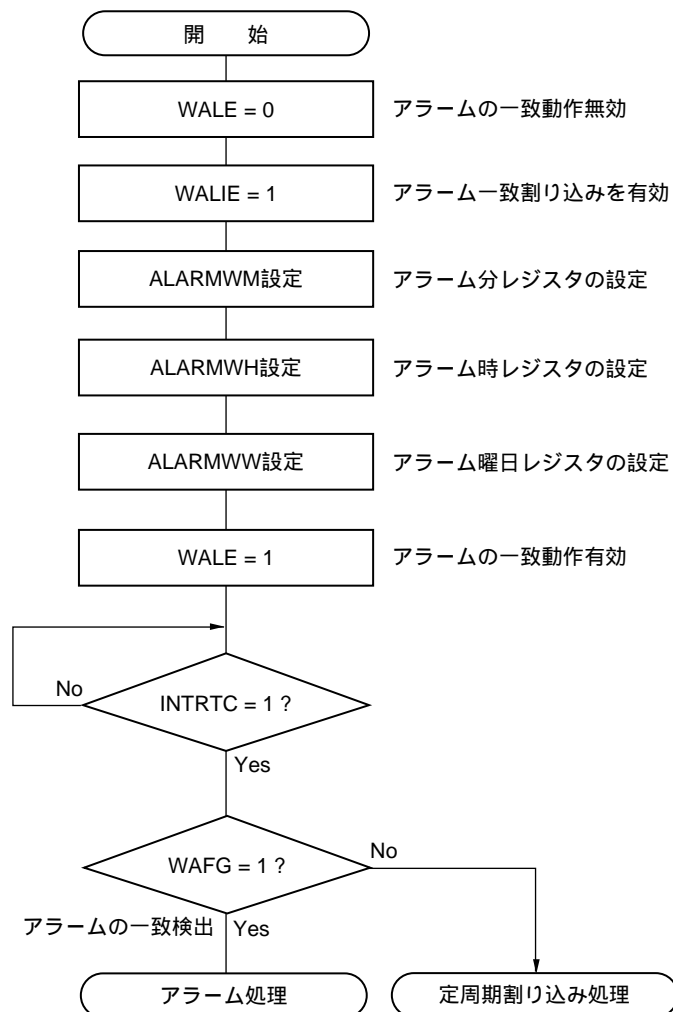 開 始
WALE = 0 アラームの一致動作無効
WALIE = 1 アラーム一致割り込みを有効
ALARMWM設定 アラーム分レジスタの設定
ALARMWH設定 アラーム時レジスタの設定
ALARMWW設定 アラーム曜日レジスタの設定
WALE = 1 アラームの一致動作有効
No
INTRTC = 1 ?
Yes
WAFG = 1 ?
No
アラームの一致検出 Yes
アラーム処理
定周期割り込み処理